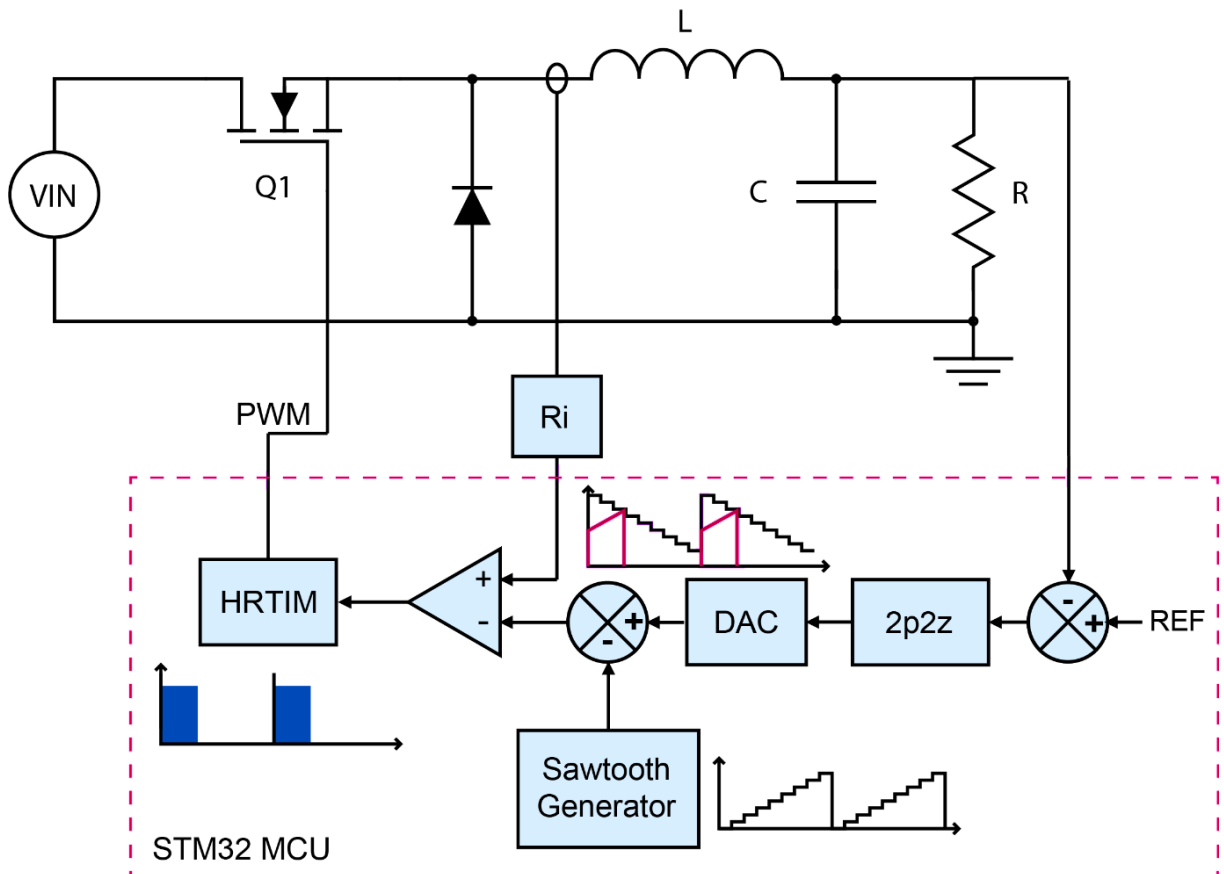 L
VIN
Q1
C
R
PWM
Ri
+
-
HRTIM
+
-
DAC
2p2z
-
+
REF
Sawtooth
Generator
STM32 MCU